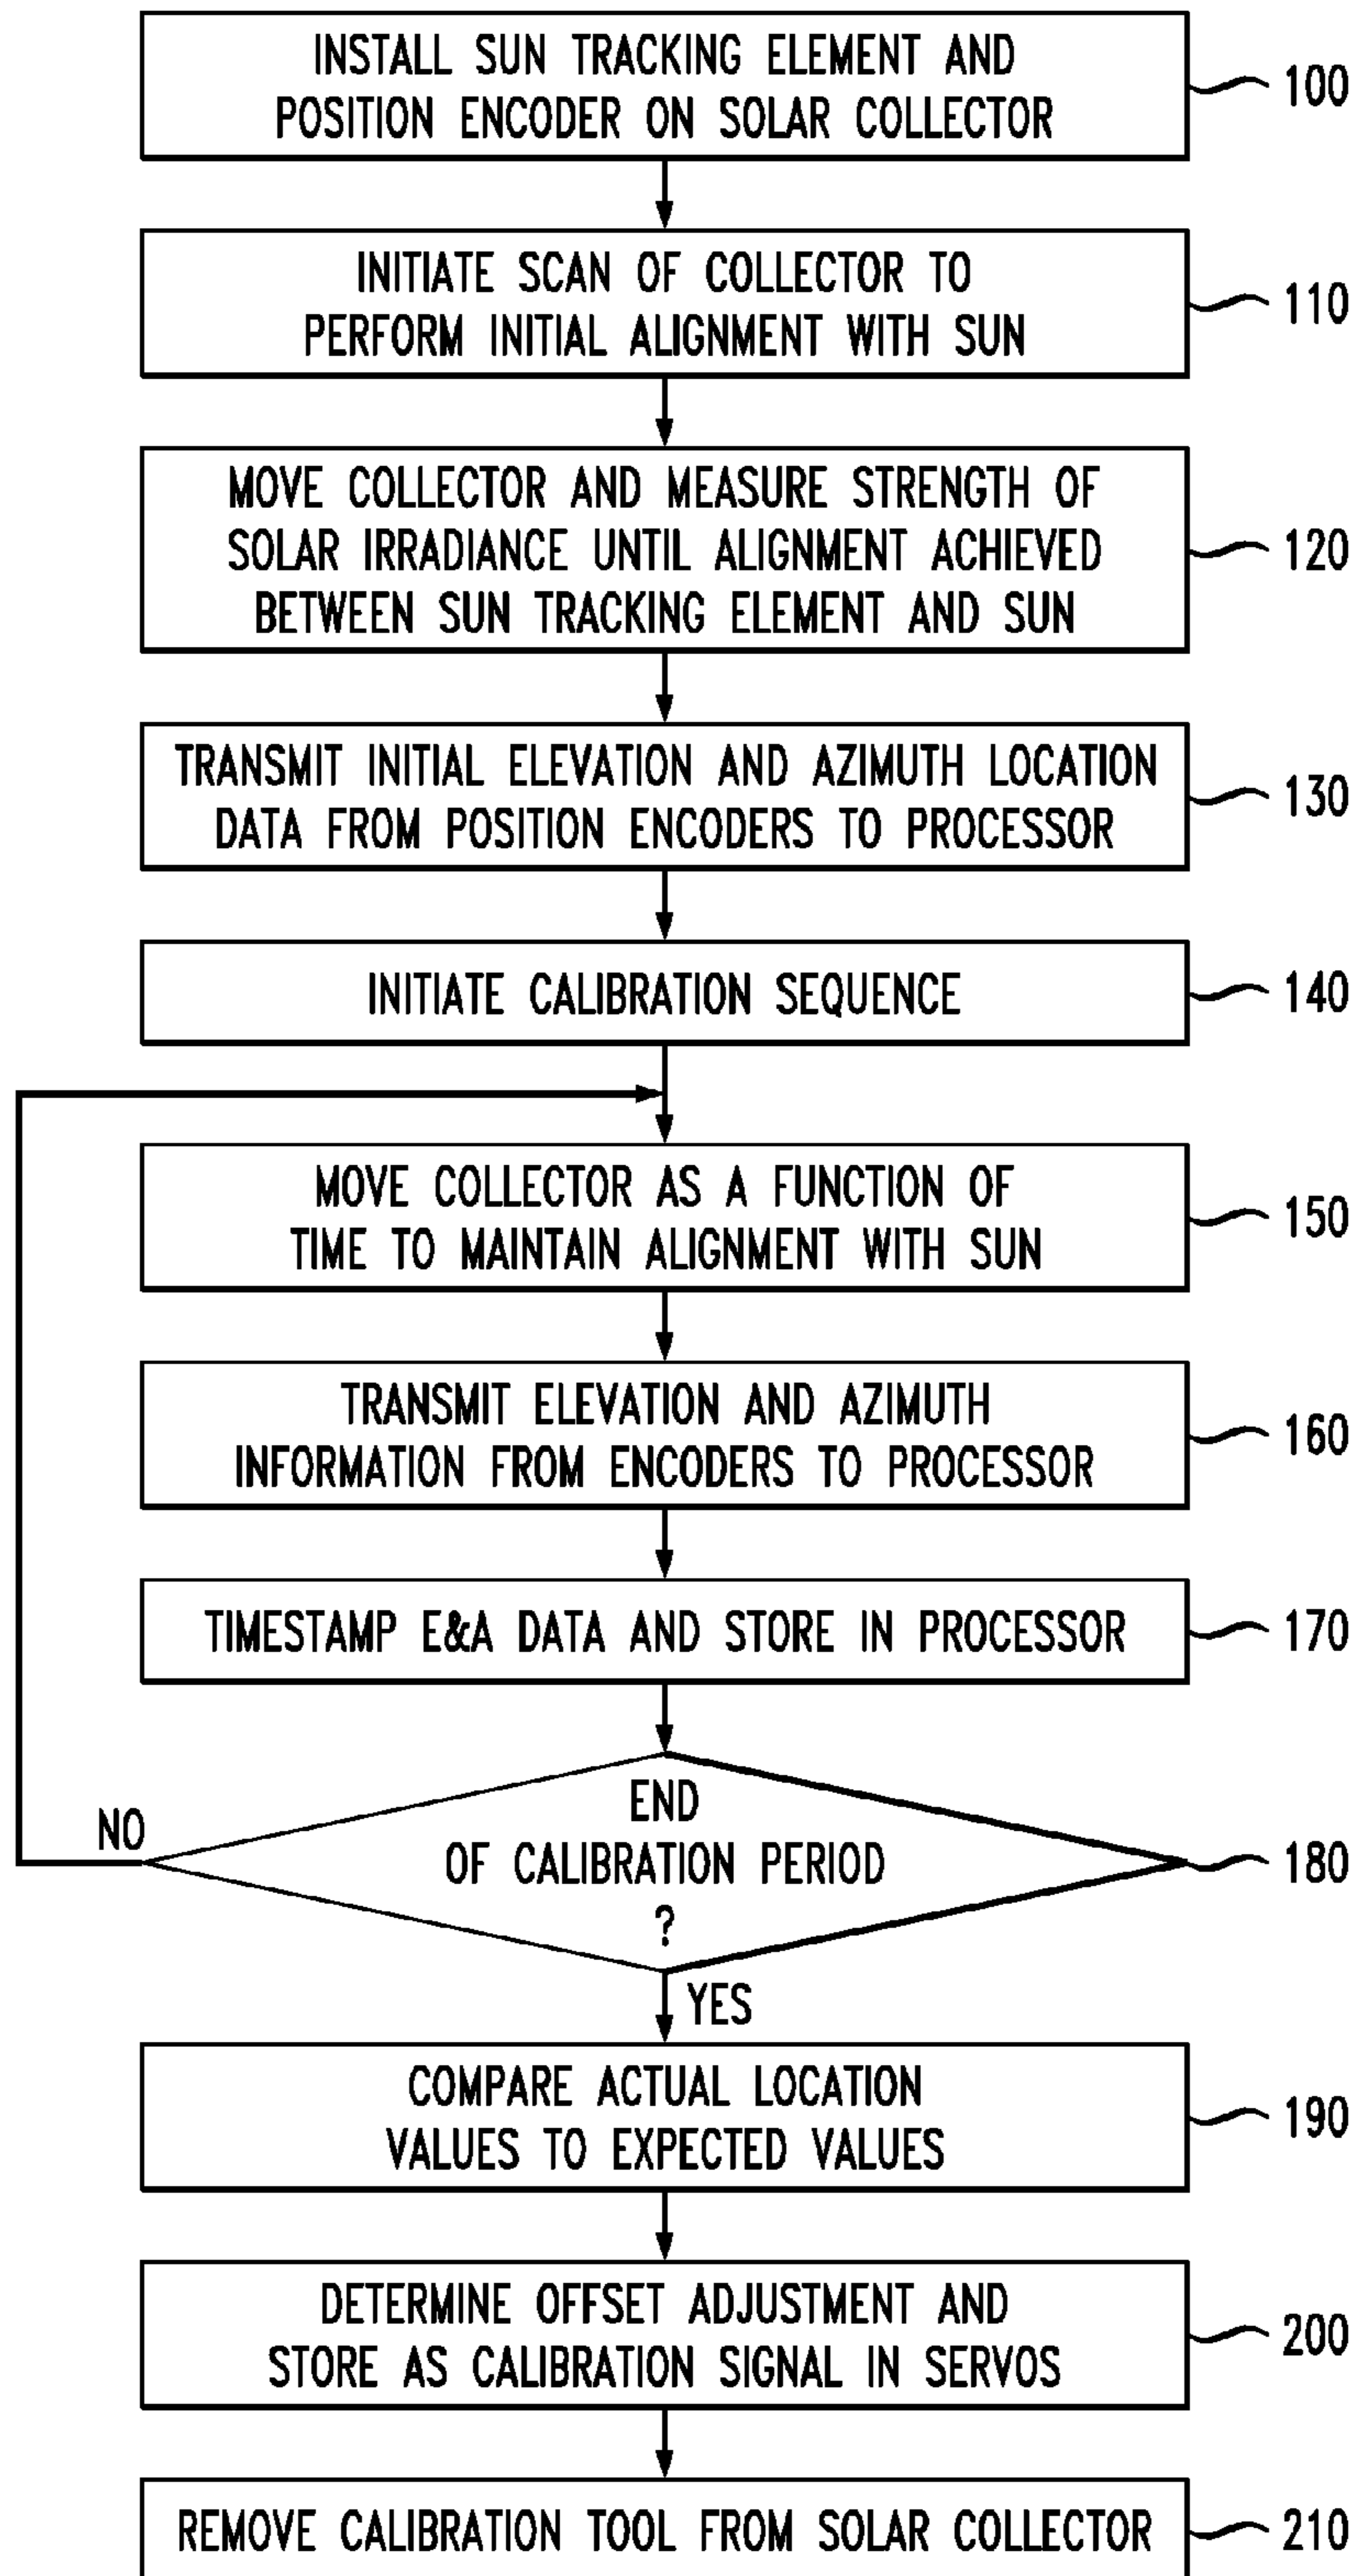 INSTALL SUN TRACKING ELEMENT AND
POSITION ENCODER ON SOLAR COLLECTOR
100
INITIATE SCAN OF COLLECTOR TO
PERFORM INITIAL ALIGNMENT WITH SUN
110
MOVE COLLECTOR AND MEASURE STRENGTH OF
SOLAR IRRADIANCE UNTIL ALIGNMENT ACHIEVED
BETWEEN SUN TRACKING ELEMENT AND SUN
120
TRANSMIT INITIAL ELEVATION AND AZIMUTH LOCATION
DATA FROM POSITION ENCODERS TO PROCESSOR
130
INITIATE CALIBRATION SEQUENCE
140
MOVE COLLECTOR AS A FUNCTION OF
TIME TO MAINTAIN ALIGNMENT WITH SUN
150
TRANSMIT ELEVATION AND AZIMUTH
INFORMATION FROM ENCODERS TO PROCESSOR
160
TIMESTAMP E&A DATA AND STORE IN PROCESSOR
170
END
OF CALIBRATION PERIOD
?
180
NO
YES
COMPARE ACTUAL LOCATION
VALUES TO EXPECTED VALUES
190
DETERMINE OFFSET ADJUSTMENT AND
STORE AS CALIBRATION SIGNAL IN SERVOS
200
REMOVE CALIBRATION TOOL FROM SOLAR COLLECTOR
210